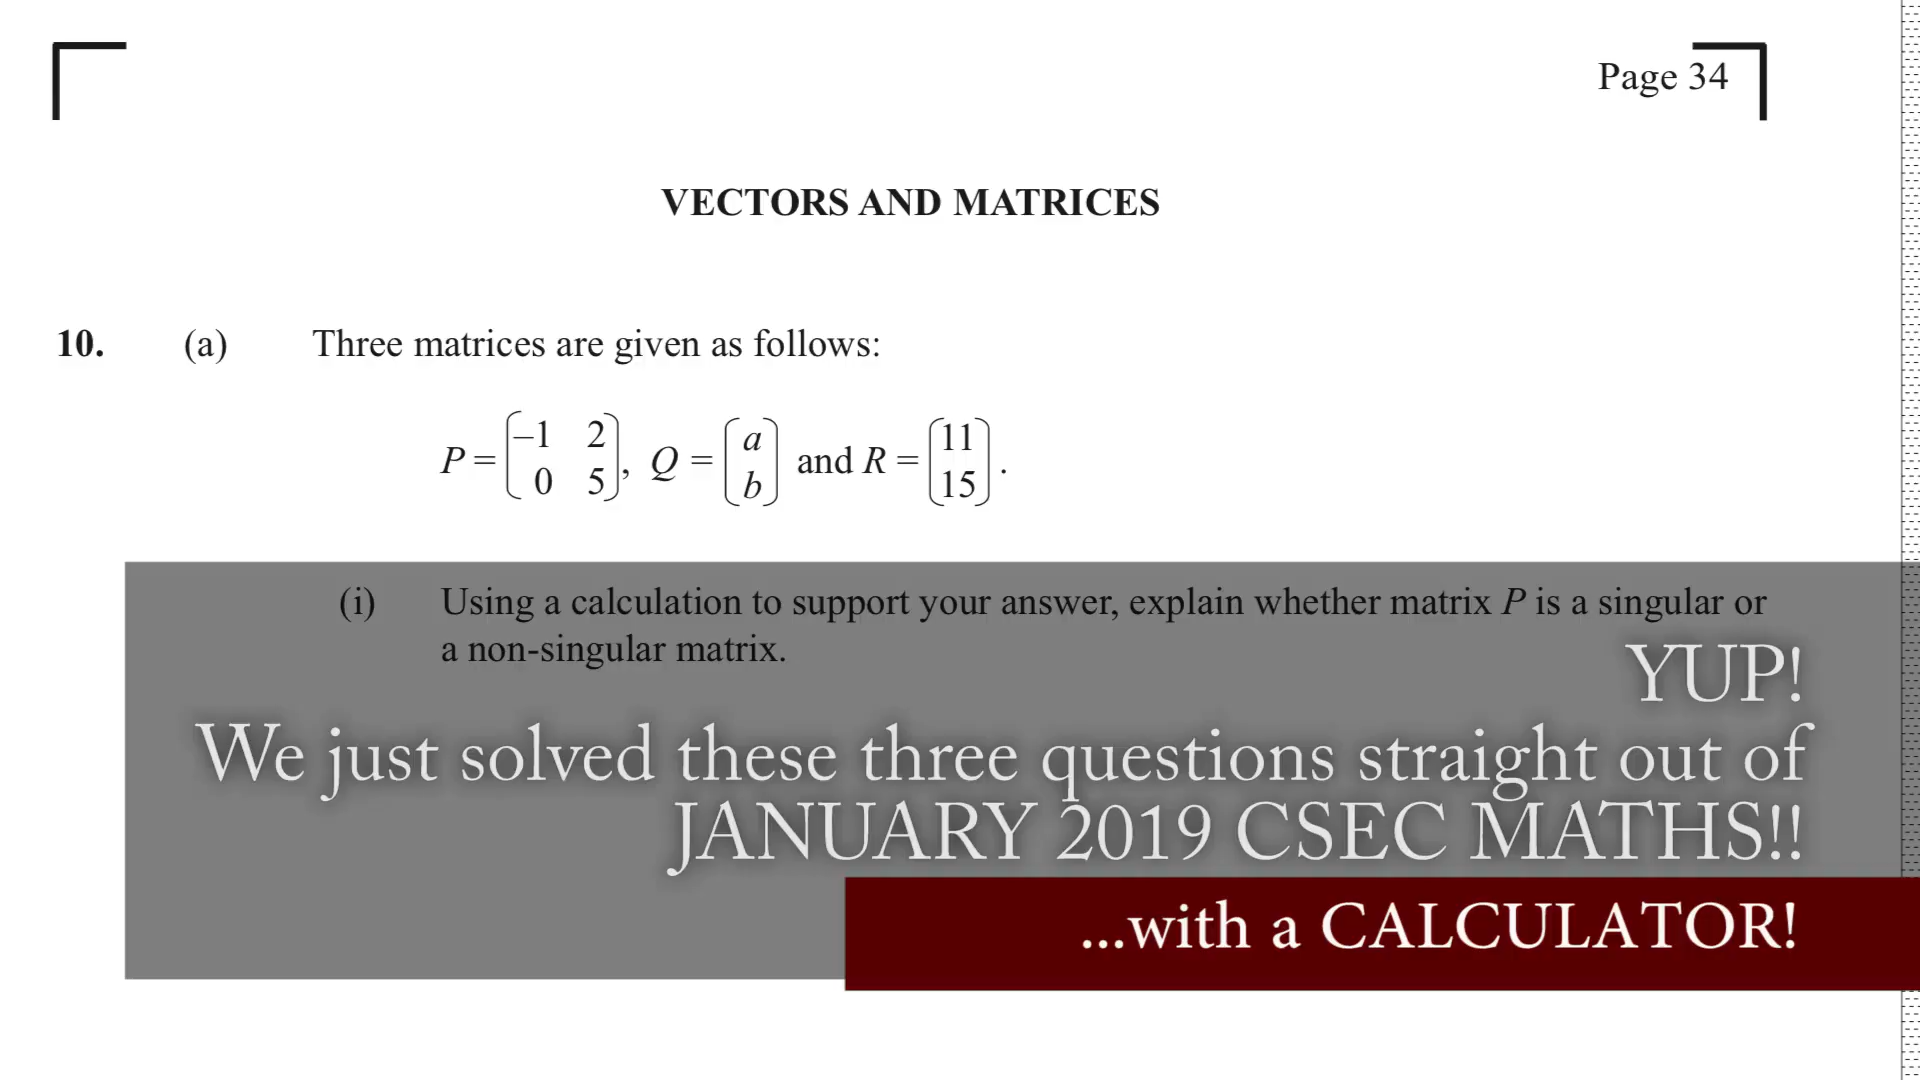 Page 34
VECTORS AND MATRICES
10. (a) Three matrices are given as follows:
P = (–1 2 0 5), Q = (a b) and R = (11 15).
(i) Using a calculation to support your answer, explain whether matrix P is a singular or
a non-singular matrix.
YUP!
We just solved these three questions straight out of
JANUARY 2019 CSEC MATHS!!
...with a CALCULATOR!